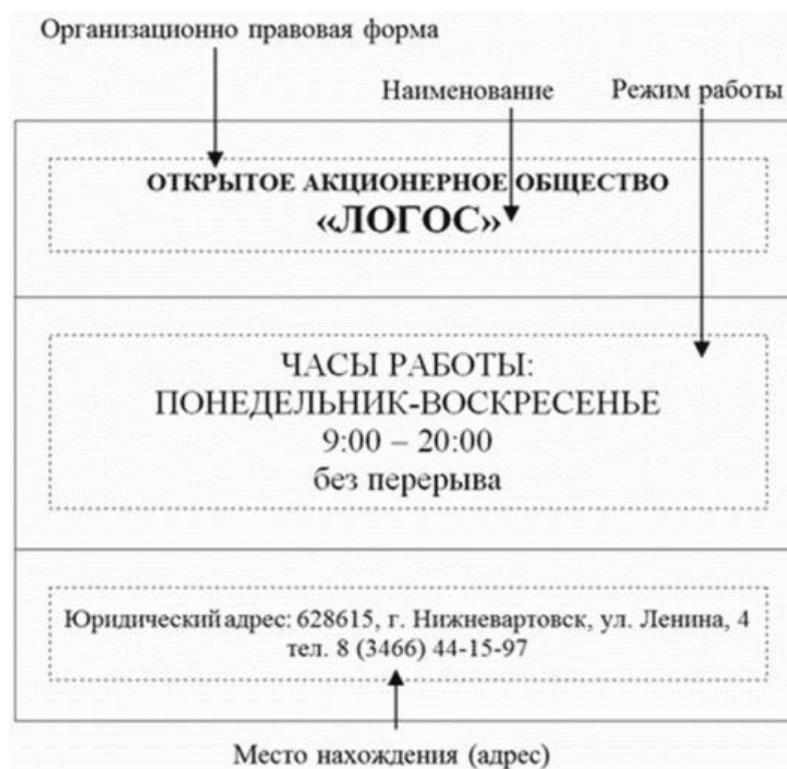 Организационно правовая форма
Наименование
Режим работы
ОТКРЫТОЕ АКЦИОНЕРНОЕ ОБЩЕСТВО
«ЛОГОС»
ЧАСЫ РАБОТЫ:
ПОНЕДЕЛЬНИК-ВОСКРЕСЕНЬЕ
9:00 – 20:00
без перерыва
Юридический адрес: 628615, г. Нижневартовск, ул. Ленина, 4
тел. 8 (3466) 44-15-97
Место нахождения (адрес)